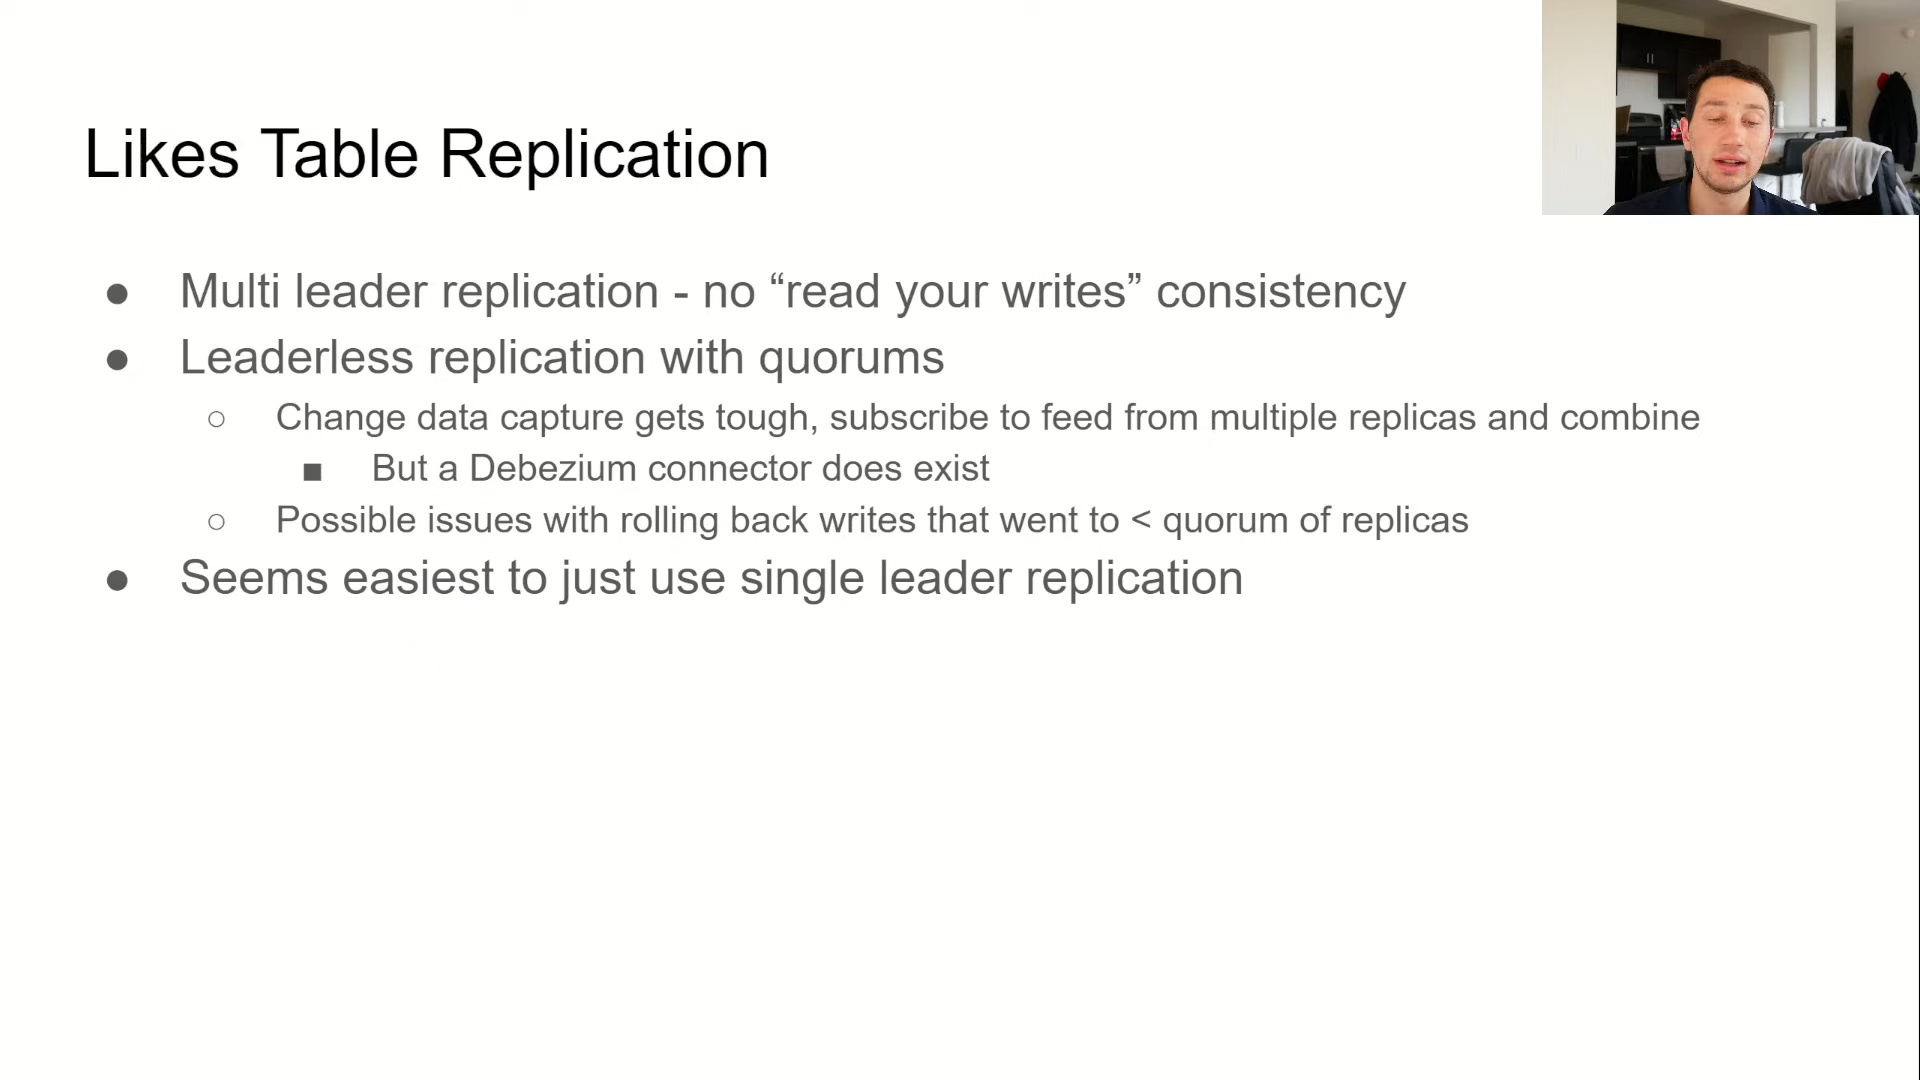 Likes Table Replication
● Multi leader replication - no “read your writes” consistency
● Leaderless replication with quorums
○ Change data capture gets tough, subscribe to feed from multiple replicas and combine
■ But a Debezium connector does exist
○ Possible issues with rolling back writes that went to < quorum of replicas
● Seems easiest to just use single leader replication